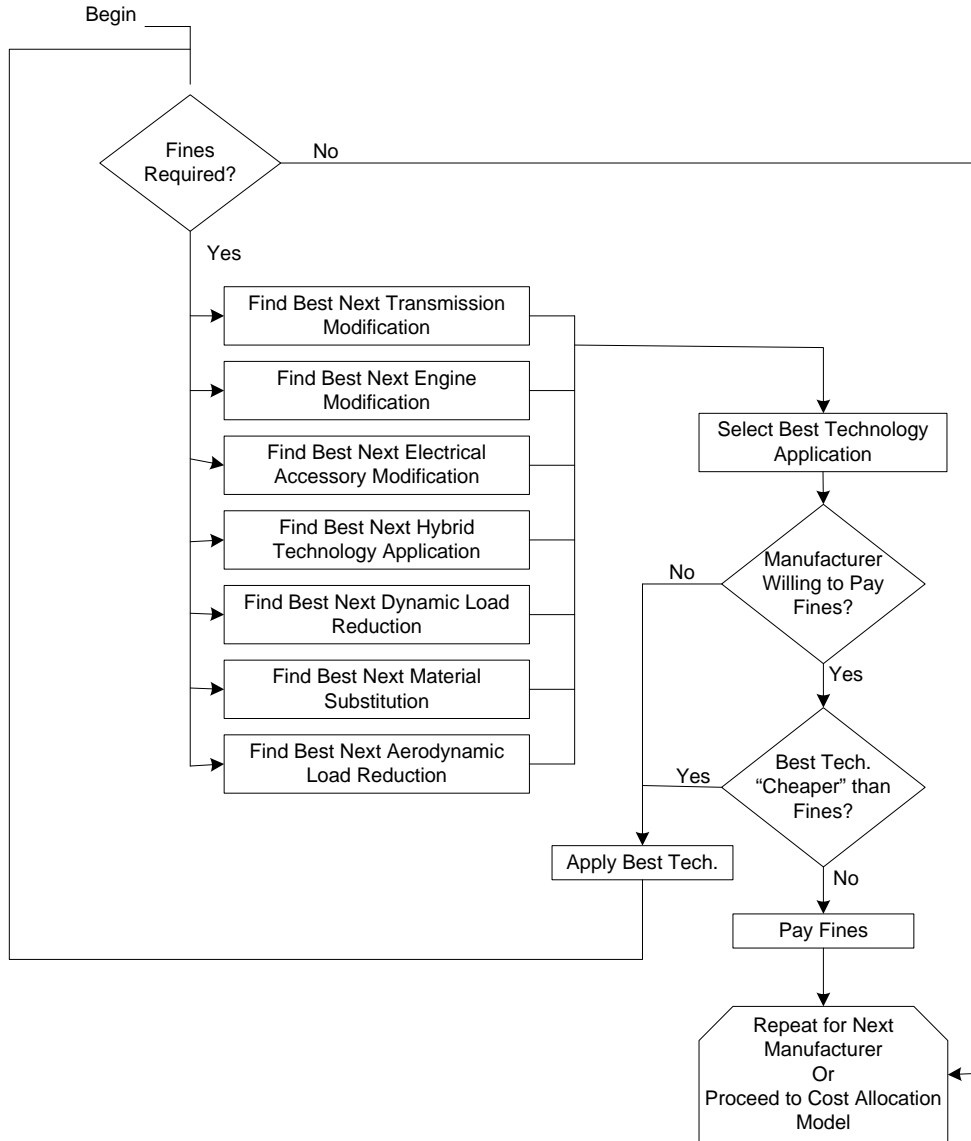 Begin
Fines
Required?
No
Yes
Find Best Next Transmission
Modification
Find Best Next Engine
Modification
Find Best Next Electrical
Accessory Modification
Find Best Next Hybrid
Technology Application
Find Best Next Dynamic Load
Reduction
Find Best Next Material
Substitution
Find Best Next Aerodynamic
Load Reduction
Select Best Technology
Application
Manufacturer
Willing to Pay
Fines?
No
Yes
Best Tech.
“Cheaper” than
Fines?
Yes
No
Apply Best Tech.
Pay Fines
Repeat for Next
Manufacturer
Or
Proceed to Cost Allocation
Model